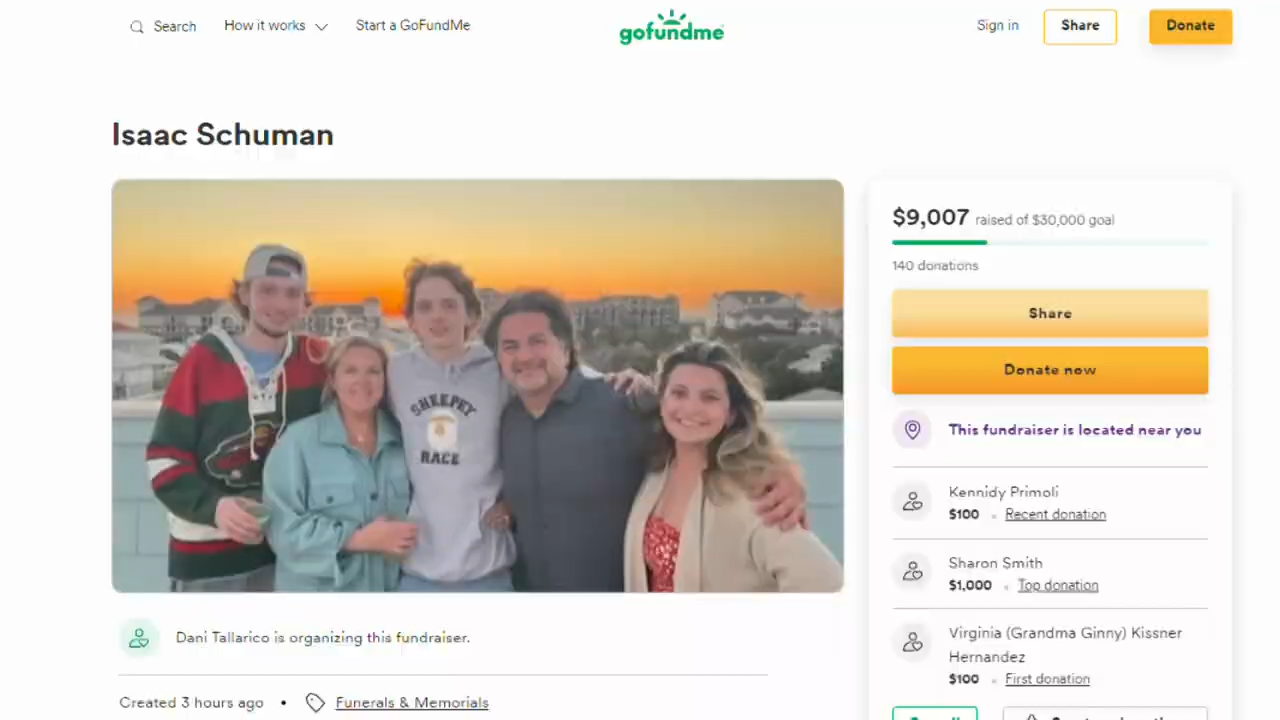 Search
How it works
Start a GoFundMe
gofundme
Sign in
Share
Donate
Isaac Schuman
SHEEPEY
RACE
$9,007 raised of $30,000 goal
140 donations
Share
Donate now
This fundraiser is located near you
Kennidy Primoli
$100 • Recent donation
Sharon Smith
$1,000 • Top donation
Virginia (Grandma Ginny) Kissner
Hernandez
$100 • First donation
Dani Tallarico is organizing this fundraiser.
Created 3 hours ago • Funerals & Memorials